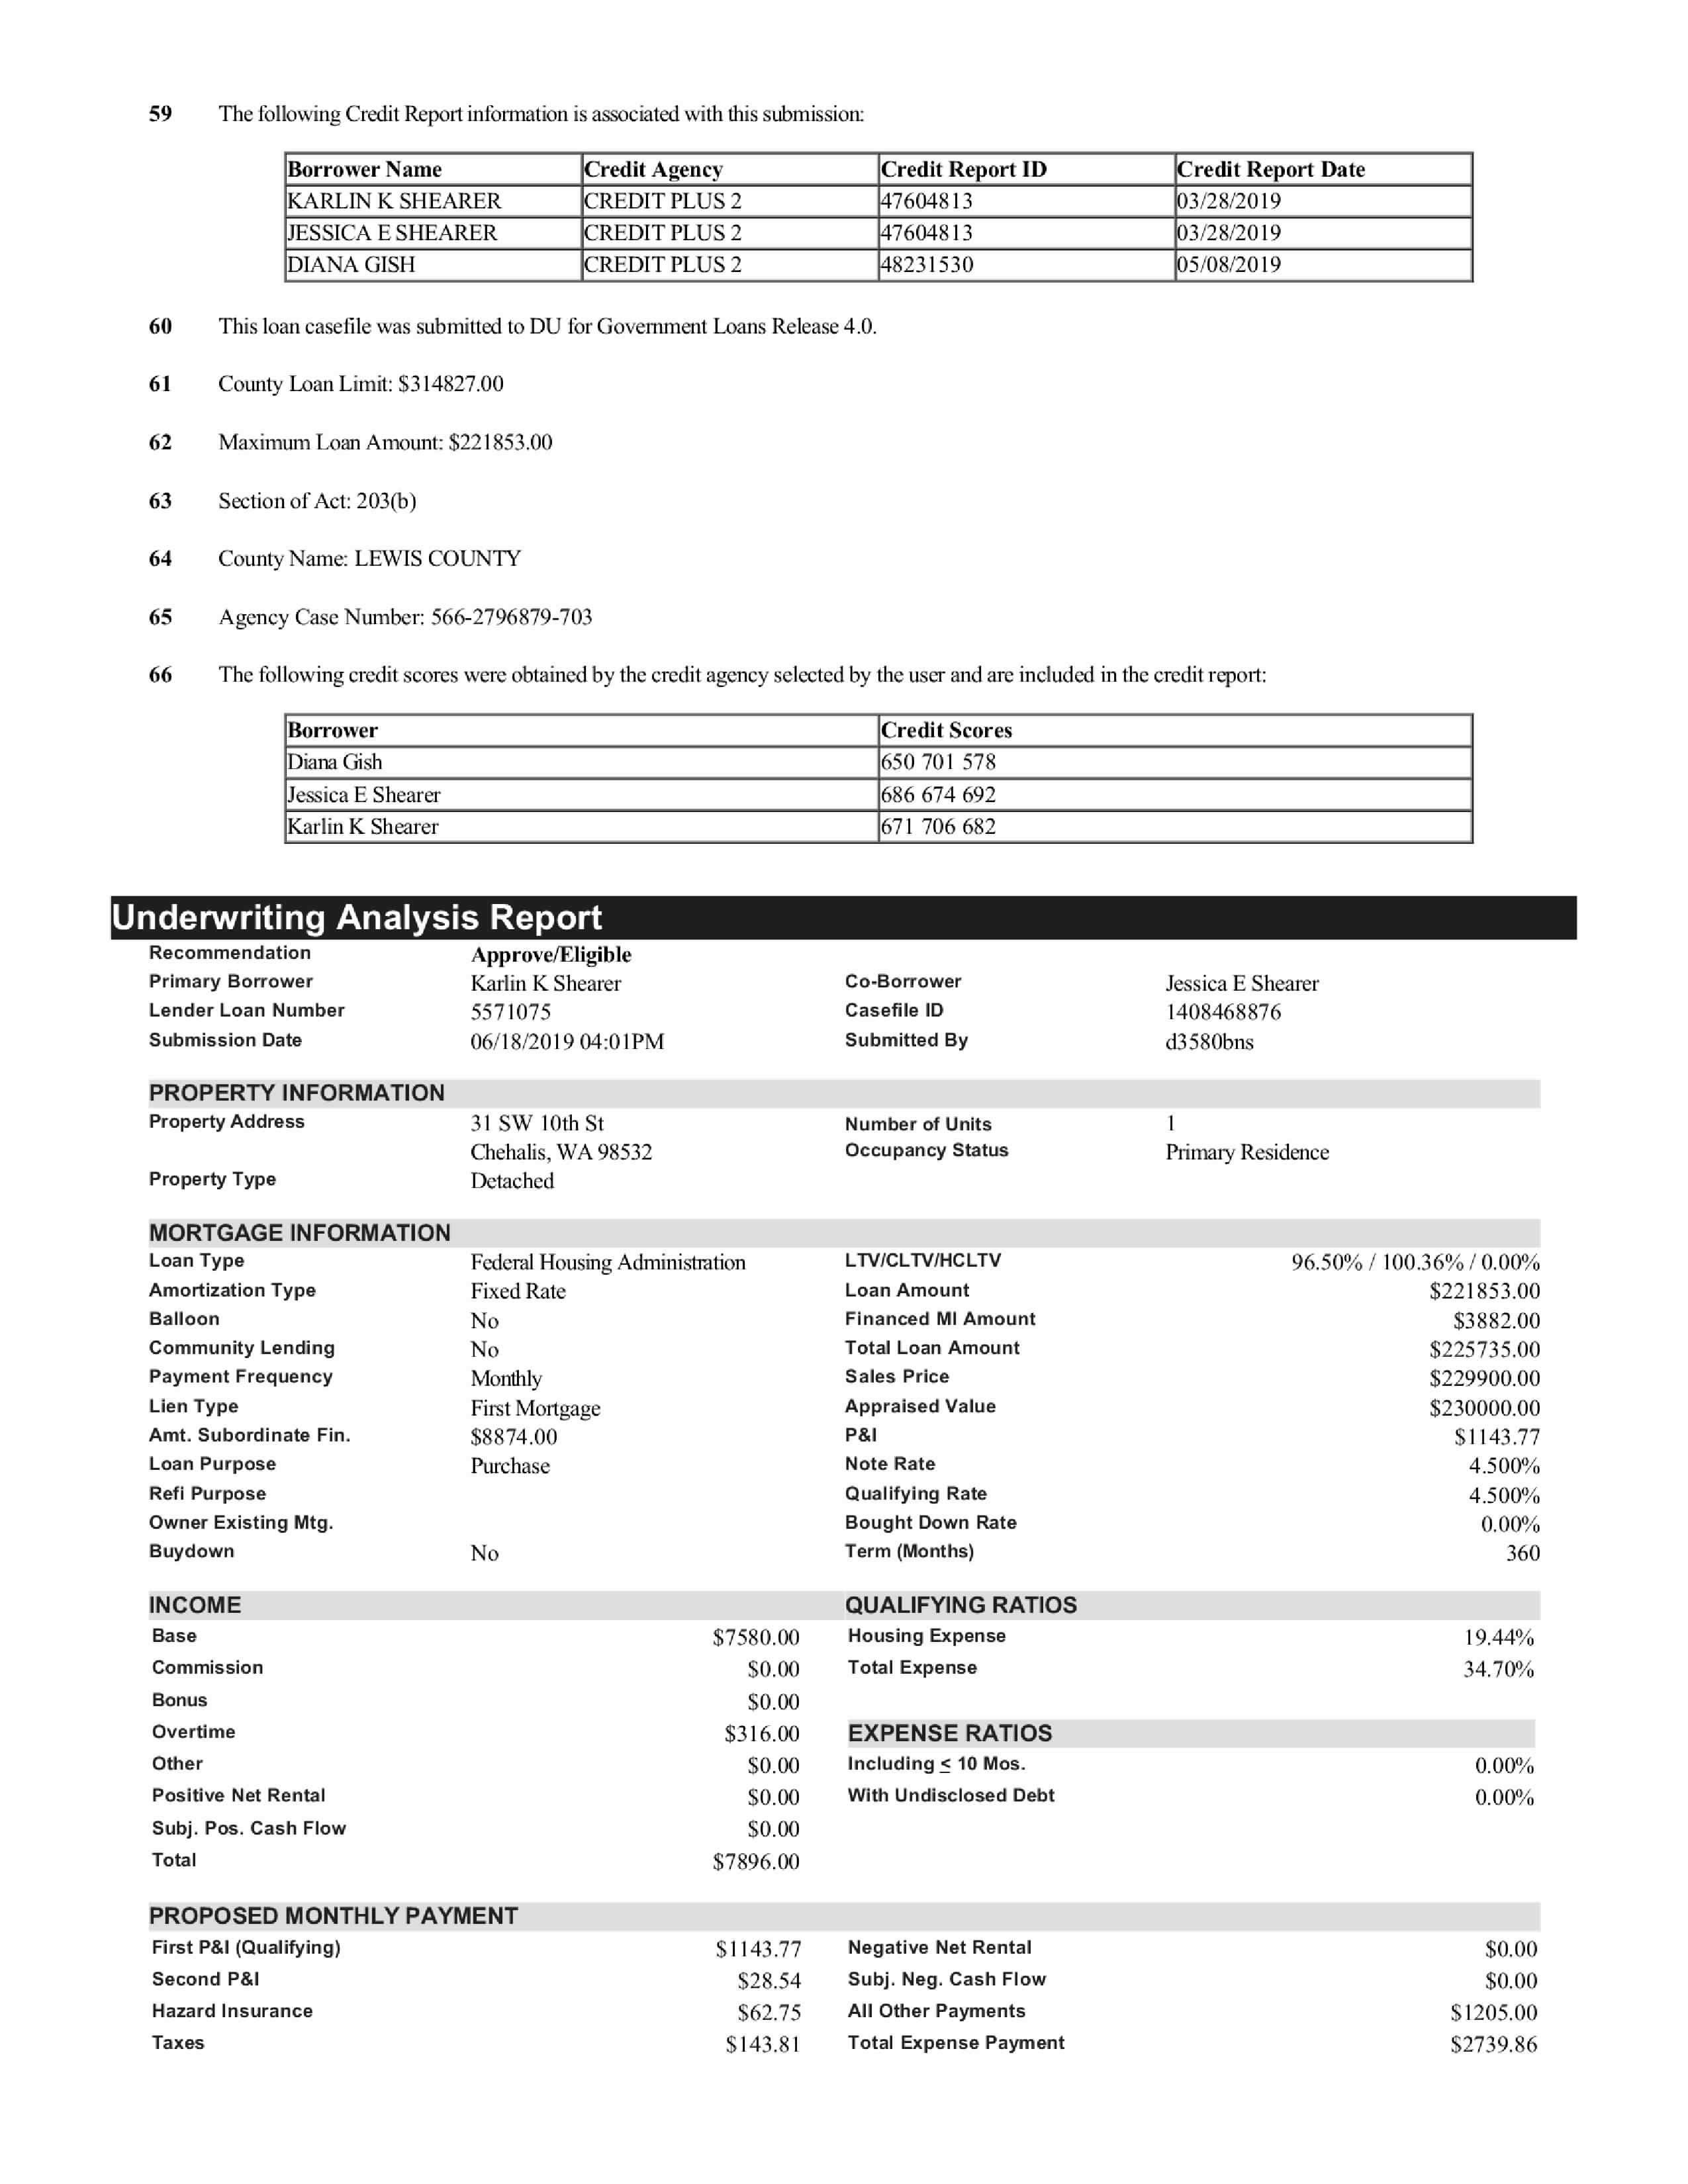 59 The following Credit Report information is associated with this submission:
Borrower Name Credit Agency Credit Report ID Credit Report Date
KARLIN K SHEARER CREDIT PLUS 2 47604813 03/28/2019
JESSICA E SHEARER CREDIT PLUS 2 47604813 03/28/2019
DIANA GISH CREDIT PLUS 2 48231530 05/08/2019
60 This loan casefile was submitted to DU for Government Loans Release 4.0.
61 County Loan Limit: $314827.00
62 Maximum Loan Amount: $221853.00
63 Section of Act: 203(b)
64 County Name: LEWIS COUNTY
65 Agency Case Number: 566-2796879-703
66 The following credit scores were obtained by the credit agency selected by the user and are included in the credit report:
Borrower Credit Scores
Diana Gish 650 701 578
Jessica E Shearer 686 674 692
Karlin K Shearer 671 706 682
Underwriting Analysis Report
Recommendation Approve/Eligible
Primary Borrower Karlin K Shearer Co-Borrower Jessica E Shearer
Lender Loan Number 5571075 Casefile ID 1408468876
Submission Date 06/18/2019 04:01PM Submitted By d3580bns
PROPERTY INFORMATION
Property Address 31 SW 10th St Number of Units 1
Chehalis, WA 98532 Occupancy Status Primary Residence
Property Type Detached
MORTGAGE INFORMATION
Loan Type Federal Housing Administration LTV/CLTV/HCLTV 96.50% / 100.36% / 0.00%
Amortization Type Fixed Rate Loan Amount $221853.00
Balloon No Financed MI Amount $3882.00
Community Lending No Total Loan Amount $225735.00
Payment Frequency Monthly Sales Price $229900.00
Lien Type First Mortgage Appraised Value $230000.00
Amt. Subordinate Fin. $8874.00 P&I $1143.77
Loan Purpose Purchase Note Rate 4.500%
Refi Purpose Qualifying Rate 4.500%
Owner Existing Mtg. Bought Down Rate 0.00%
Buydown No Term (Months) 360
INCOME QUALIFYING RATIOS
Base $7580.00 Housing Expense 19.44%
Commission $0.00 Total Expense 34.70%
Bonus $0.00
Overtime $316.00 EXPENSE RATIOS
Other $0.00 Including ≤ 10 Mos. 0.00%
Positive Net Rental $0.00 With Undisclosed Debt 0.00%
Subj. Pos. Cash Flow $0.00
Total $7896.00
PROPOSED MONTHLY PAYMENT
First P&I (Qualifying) $1143.77 Negative Net Rental $0.00
Second P&I $28.54 Subj. Neg. Cash Flow $0.00
Hazard Insurance $62.75 All Other Payments $1205.00
Taxes $143.81 Total Expense Payment $2739.86